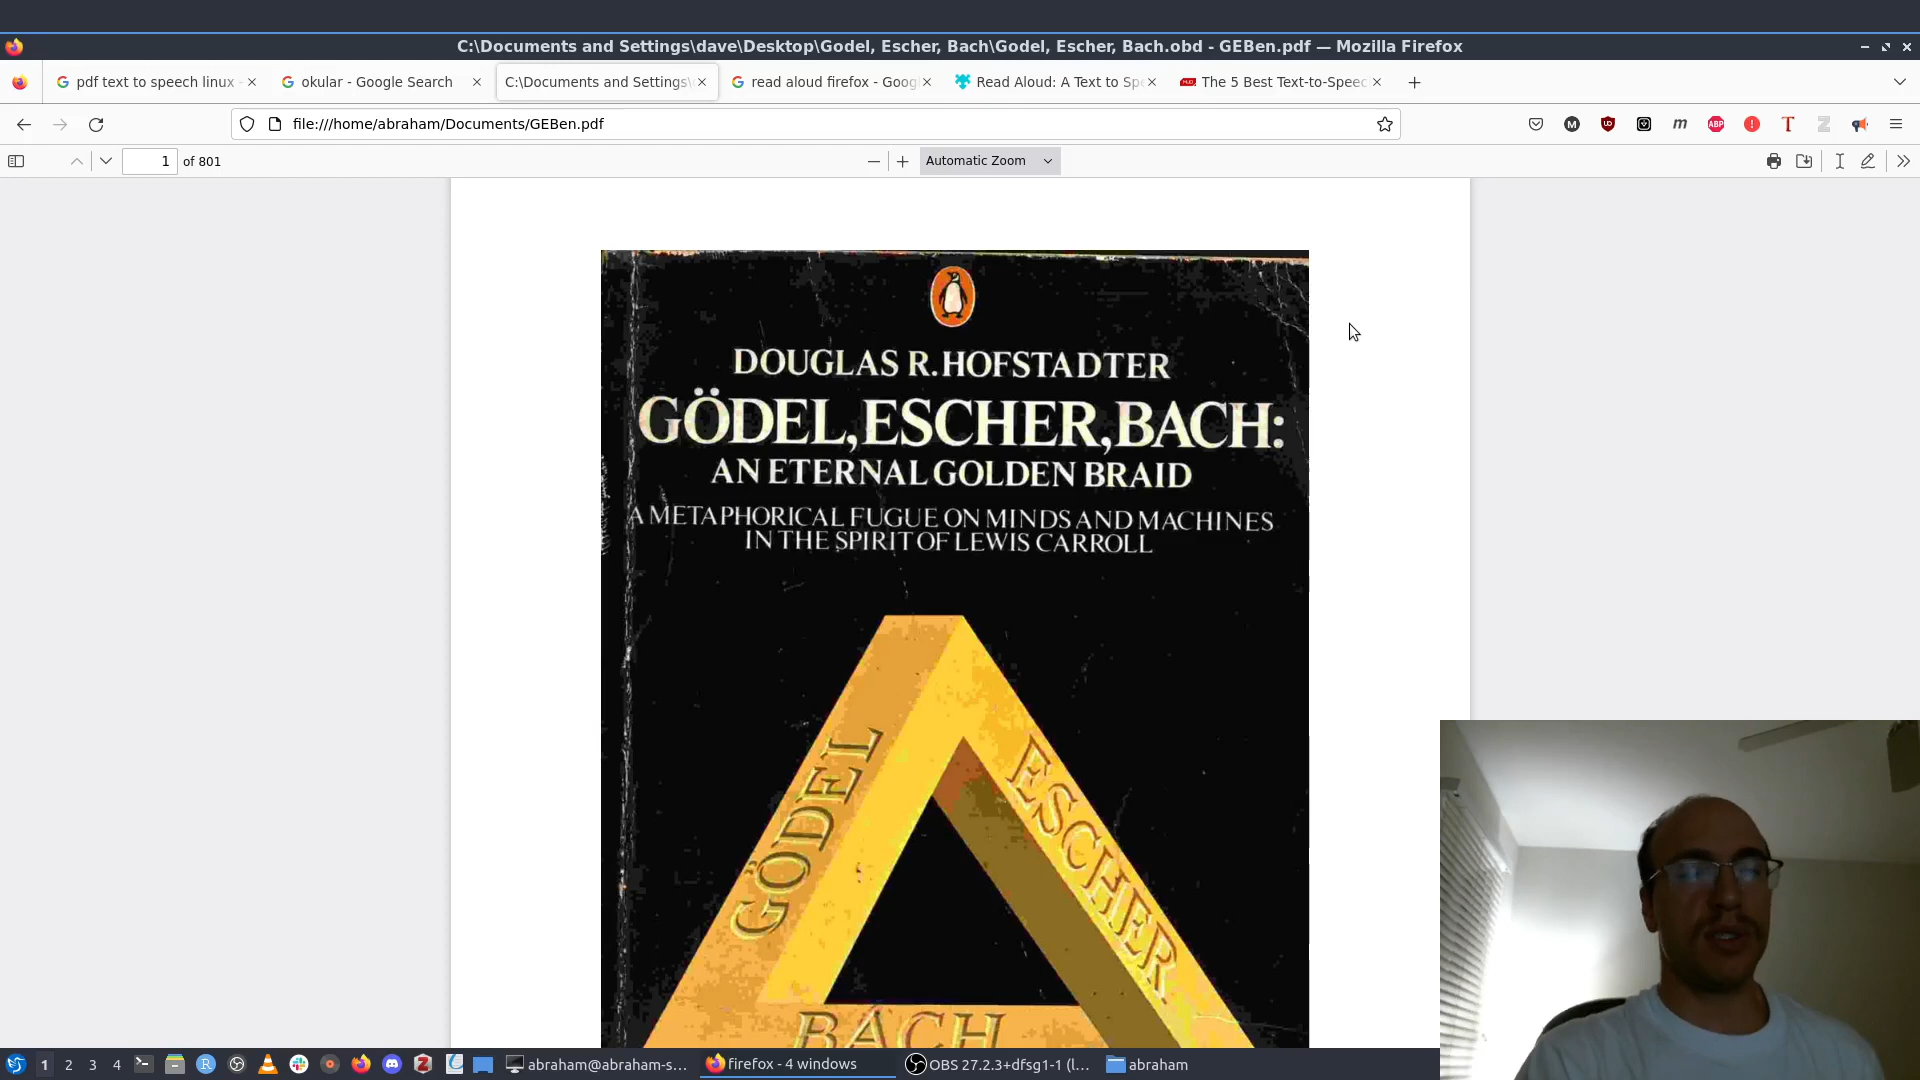 C:\Documents and Settings\dave\Desktop\Godel, Escher, Bach\Godel, Escher, Bach.obd - GEBen.pdf — Mozilla Firefox
pdf text to speech linux -
okular - Google Search
C:\Documents and Settings\
read aloud firefox - Goog
Read Aloud: A Text to Spe
The 5 Best Text-to-Speec
file:///home/abraham/Documents/GEBen.pdf
1 of 801
Automatic Zoom
DOUGLAS R. HOFSTADTER
GÖDEL, ESCHER, BACH:
AN ETERNAL GOLDEN BRAID
A METAPHORICAL FUGUE ON MINDS AND MACHINES
IN THE SPIRIT OF LEWIS CARROLL
GÖDEL
ESCHER
BACH
1 2 3 4
abraham@abraham-s...
firefox - 4 windows
OBS 27.2.3+dfsg1-1 (l...
abraham